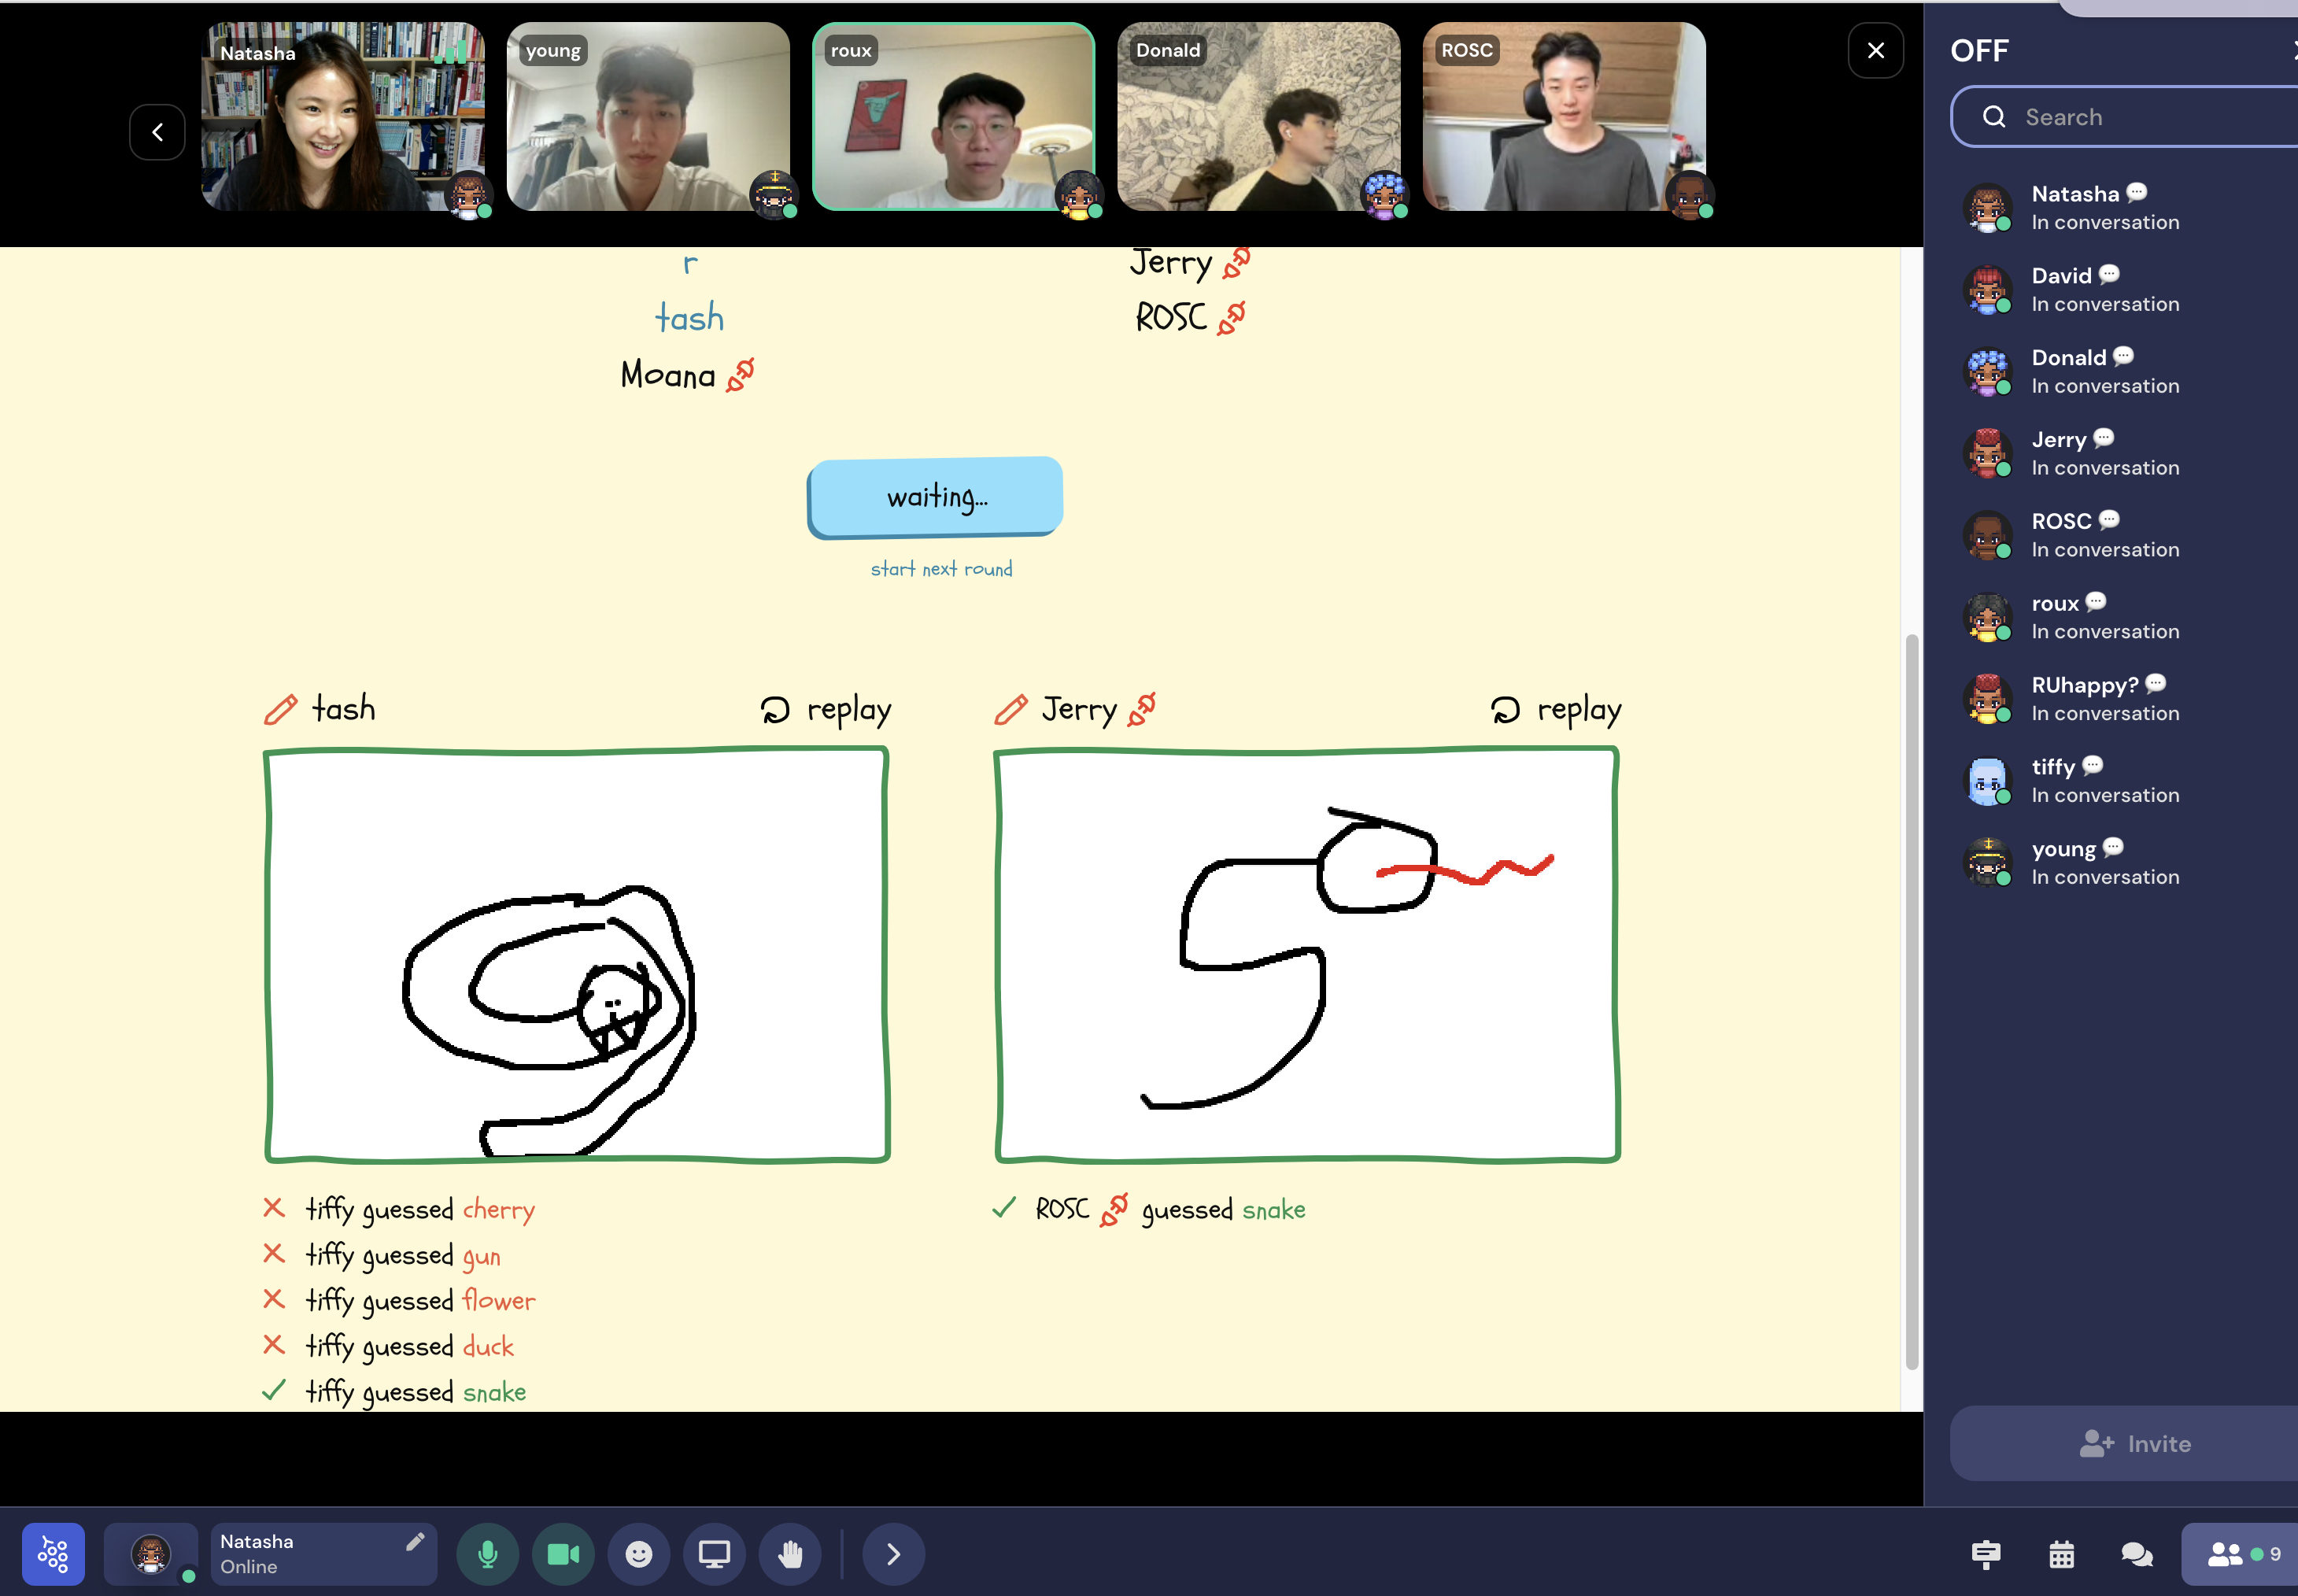 Natasha
young
roux
Donald
ROSC
OFF
Search
r
Jerry
tash
ROSC
Moana
waiting...
start next round
tash
replay
Jerry
replay
tiffy guessed cherry
ROSC guessed snake
tiffy guessed gun
tiffy guessed flower
tiffy guessed duck
tiffy guessed snake
Natasha
In conversation
David
In conversation
Donald
In conversation
Jerry
In conversation
ROSC
In conversation
roux
In conversation
RUhappy?
In conversation
tiffy
In conversation
young
In conversation
Invite
Natasha
Online
9